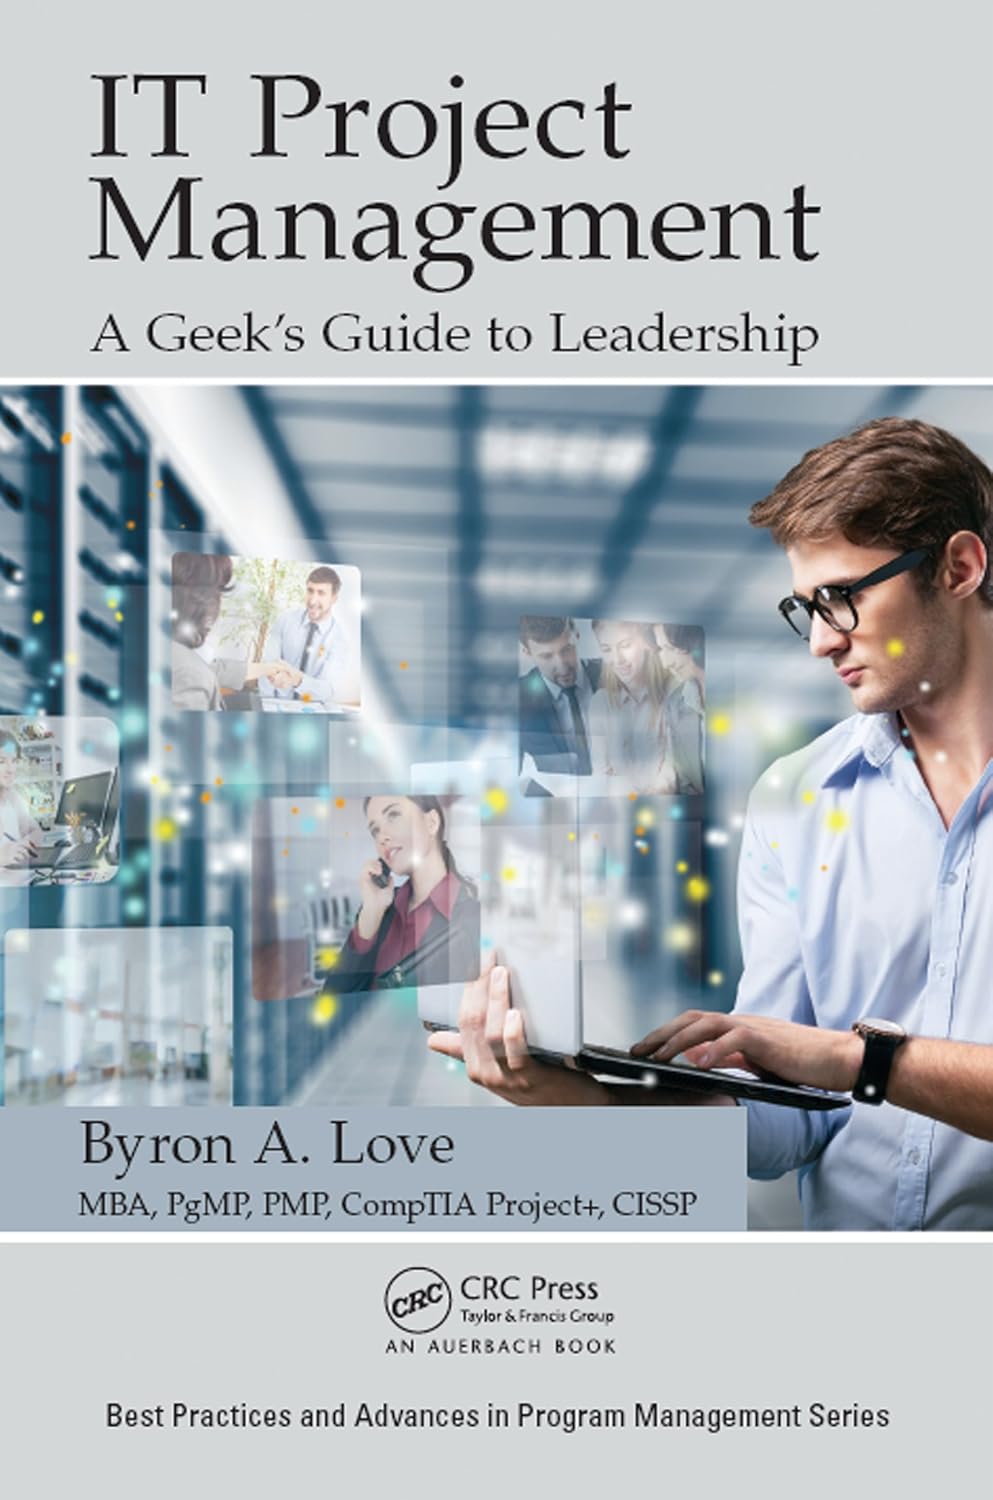 IT Project
Management
A Geek's Guide to Leadership
Byron A. Love
MBA, PgMP, PMP, CompTIA Project+, CISSP
CRC
CRC Press
Taylor & Francis Group
AN AUERBACH BOOK
Best Practices and Advances in Program Management Series